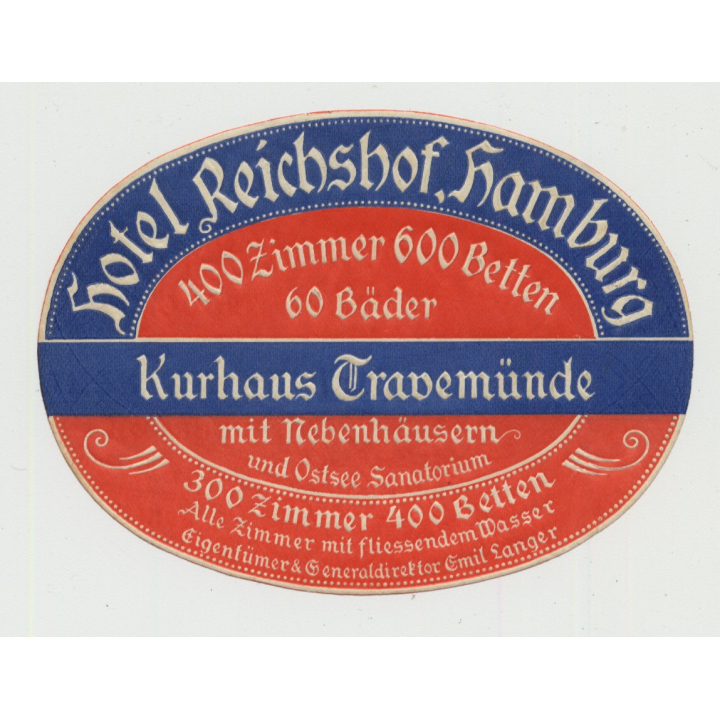 Hotel Reichshof, Hamburg
400 Zimmer 600 Betten
60 Bäder
Kurhaus Travemünde
mit Nebenhäusern
und Ostsee Sanatorium
300 Zimmer 400 Betten
Alle Zimmer mit fliessendem Wasser
Eigentümer & Generaldirektor Emil Langer